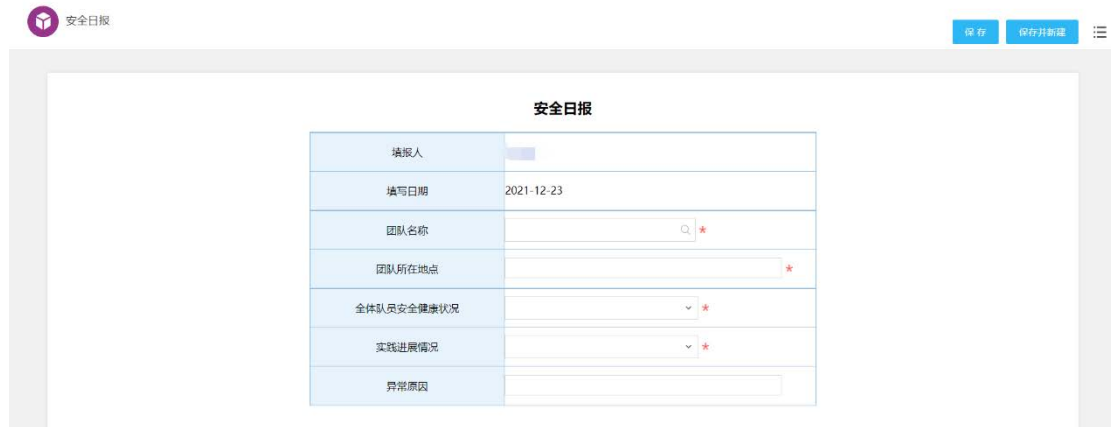 安全日报
保存 保存并新建
安全日报
填报人
填写日期 2021-12-23
团队名称 *
团队所在地点 *
全体队员安全健康状况 *
实践进展情况 *
异常原因